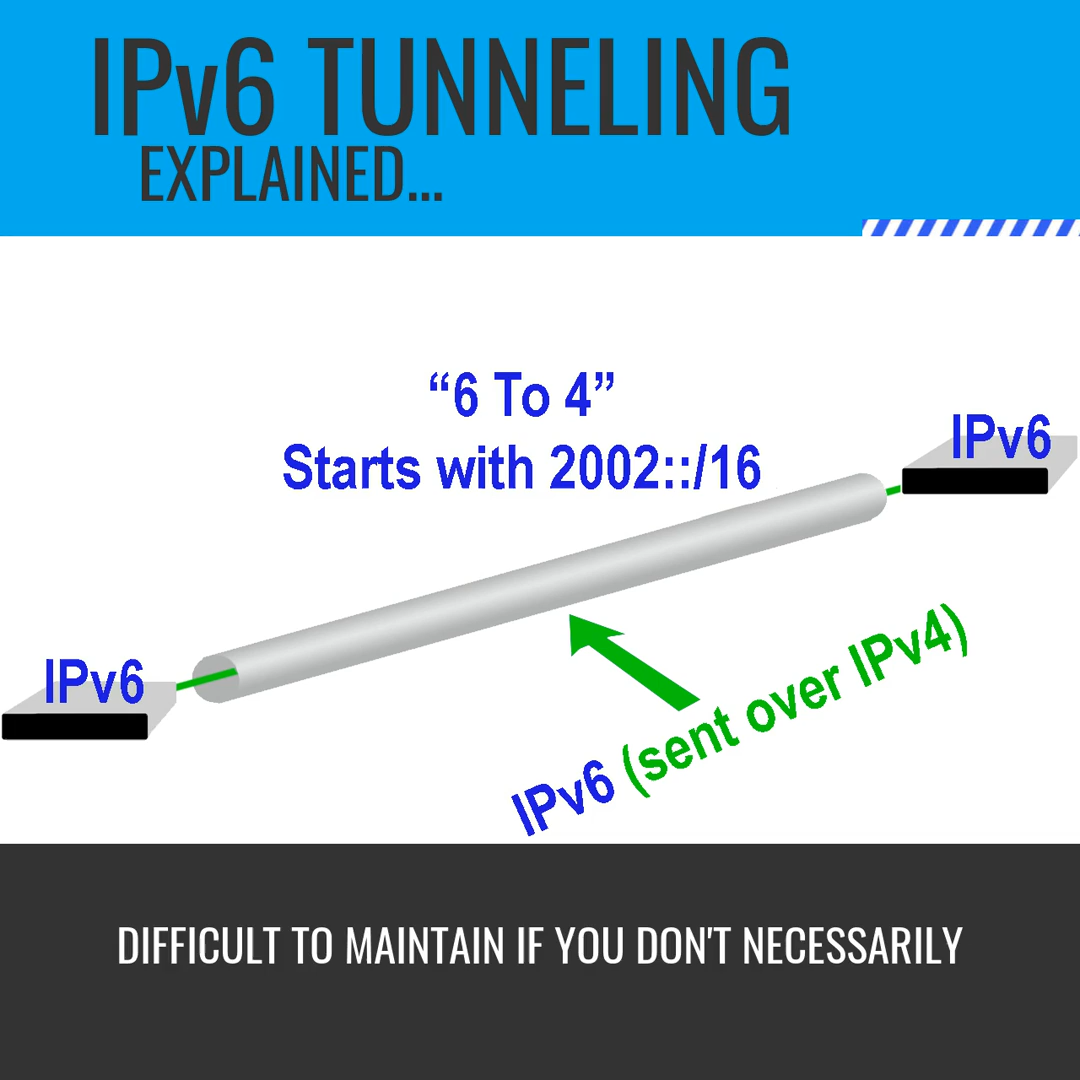 IPv6 TUNNELING
EXPLAINED...
“6 To 4”
Starts with 2002::/16
IPv6
IPv6
IPv6 (sent over IPv4)
DIFFICULT TO MAINTAIN IF YOU DON'T NECESSARILY